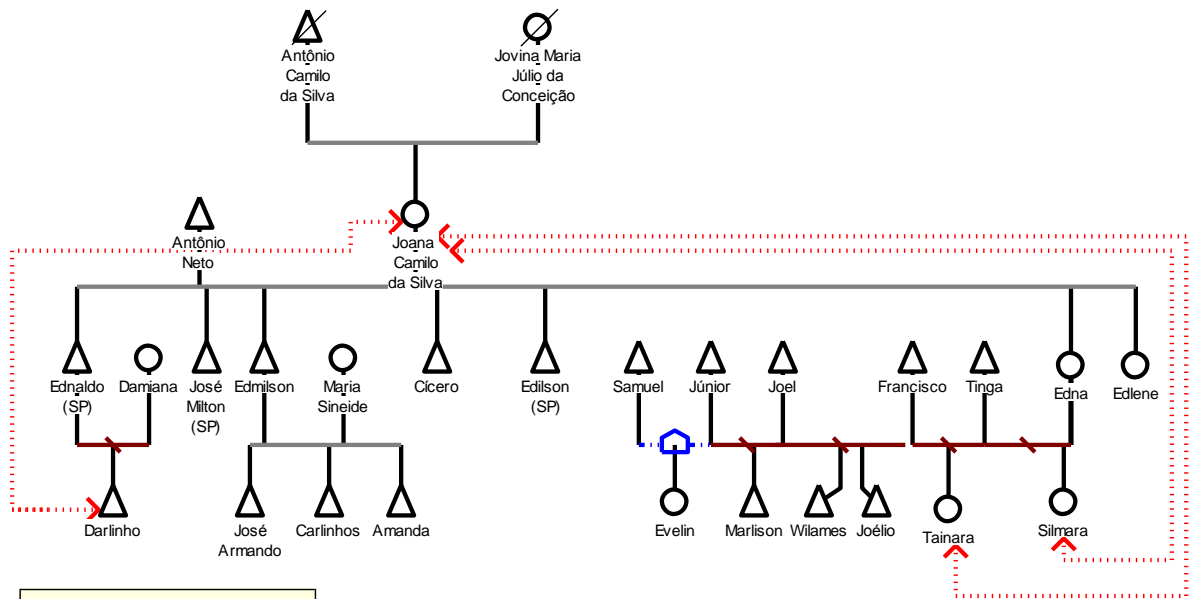 Antônio
Camilo
da Silva
Jovina Maria
Júlio da
Conceição
Antônio
Neto
Joana
Camilo
da Silva
Ednaldo
(SP)
Damiana
José
Milton
(SP)
Edmilson
Maria
Sineide
Cícero
Edilson
(SP)
Samuel
Júnior
Joel
Francisco
Tinga
Edna
Edlene
Darlinho
José
Armando
Carlinhos
Amanda
Evelin
Marlison
Wilames
Joélio
Tainara
Silmara